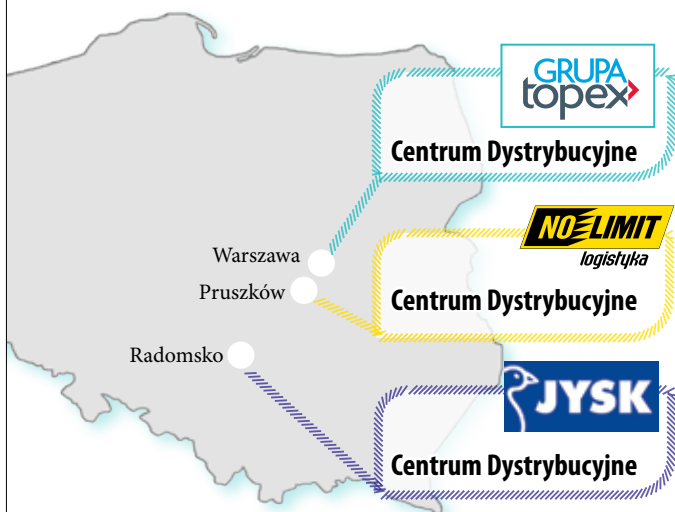 GRUPA
topex
Centrum Dystrybucyjne
Warszawa
NO LIMIT
logistyka
Pruszków
Centrum Dystrybucyjne
Radomsko
JYSK
Centrum Dystrybucyjne